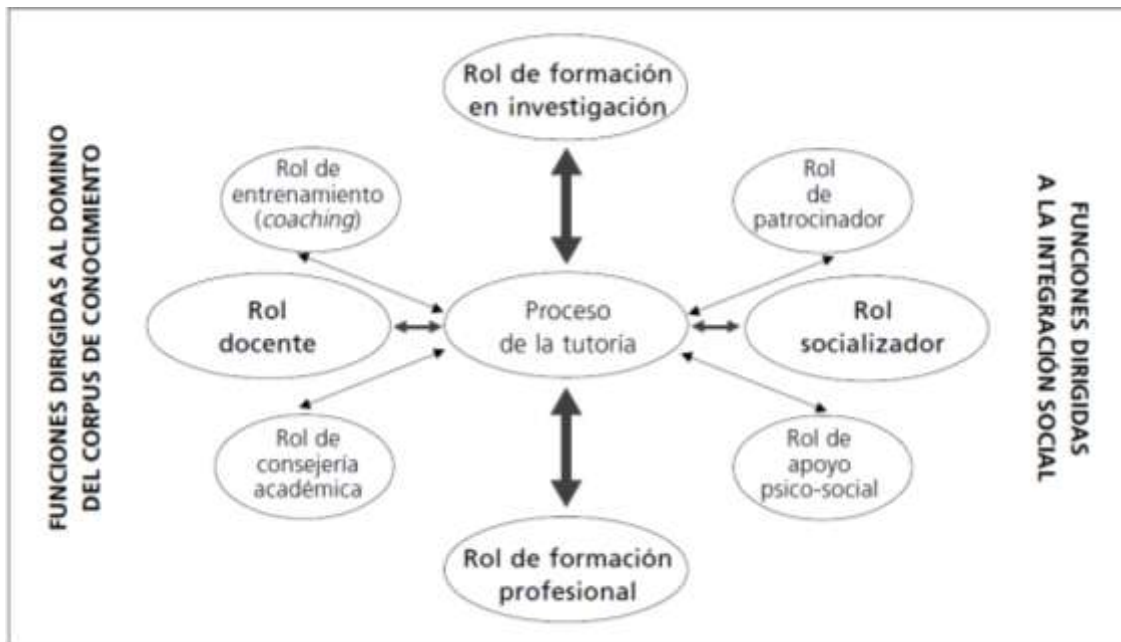 FUNCIONES DIRIGIDAS AL DOMINIO
DEL CORPUS DE CONOCIMIENTO
Rol de formación
en investigación
Rol de
entrenamiento
(coaching)
Rol
de
patrocinador
Rol
docente
Proceso
de la tutoría
Rol
socializador
Rol de
consejería
académica
Rol de
apoyo
psico-social
Rol de formación
profesional
FUNCIONES DIRIGIDAS
A LA INTEGRACIÓN SOCIAL